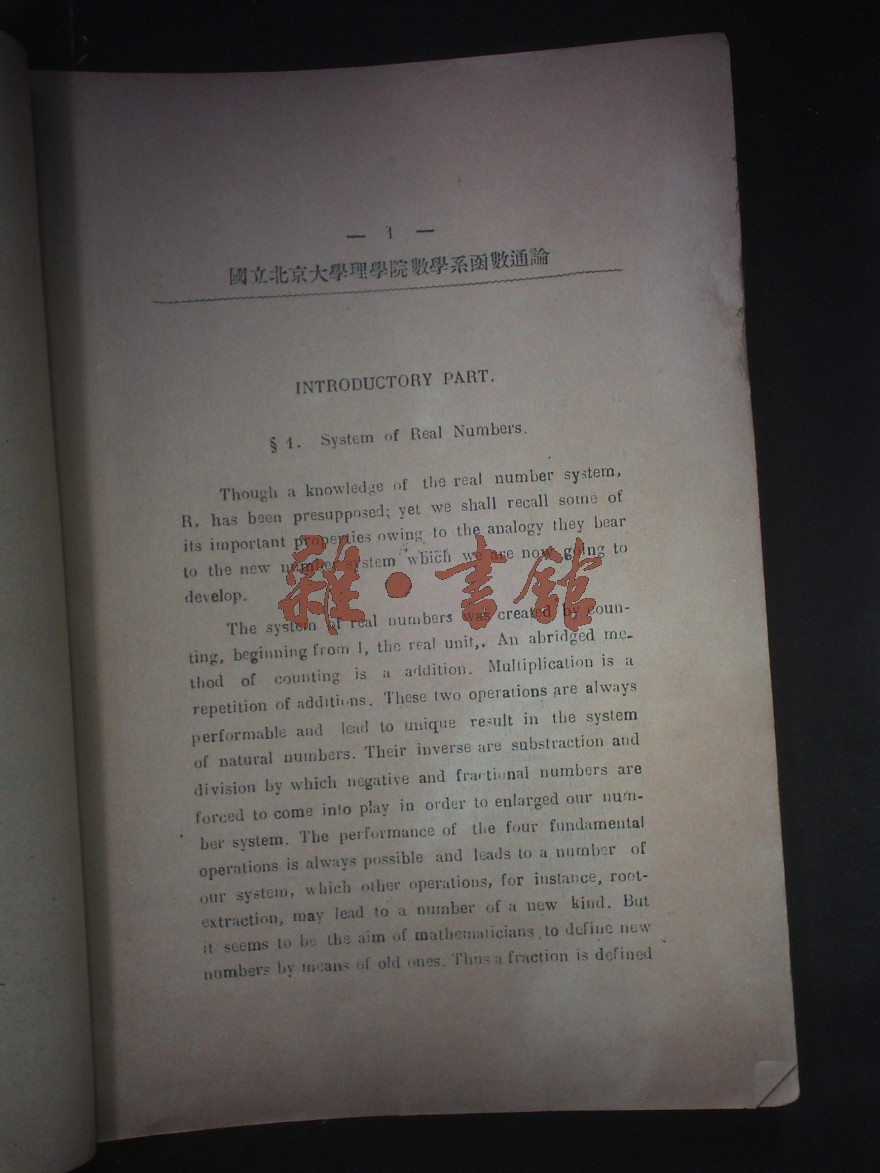 — 1 —
國立北京大學理學院數學系函數通論
INTRODUCTORY PART.
§ 1. System of Real Numbers.
Though a knowledge of the real number system,
R, has been presupposed; yet we shall recall some of
its important properties owing to the analogy they bear
to the new number system which we are now going to
develop.
雜·書館
The system of real numbers was created by coun-
ting, beginning from 1, the real unit,. An abridged me-
thod of counting is a addition. Multiplication is a
repetition of additions. These two operations are always
performable and lead to unique result in the system
of natural numbers. Their inverse are substraction and
division by which negative and fractional numbers are
forced to come into play in order to enlarged our num-
ber system. The performance of the four fundamental
operations is always possible and leads to a number of
our system, which other operations, for instance, root-
extraction, may lead to a number of a new kind. But
it seems to be the aim of mathematicians to define new
numbers by means of old ones. Thus a fraction is defined